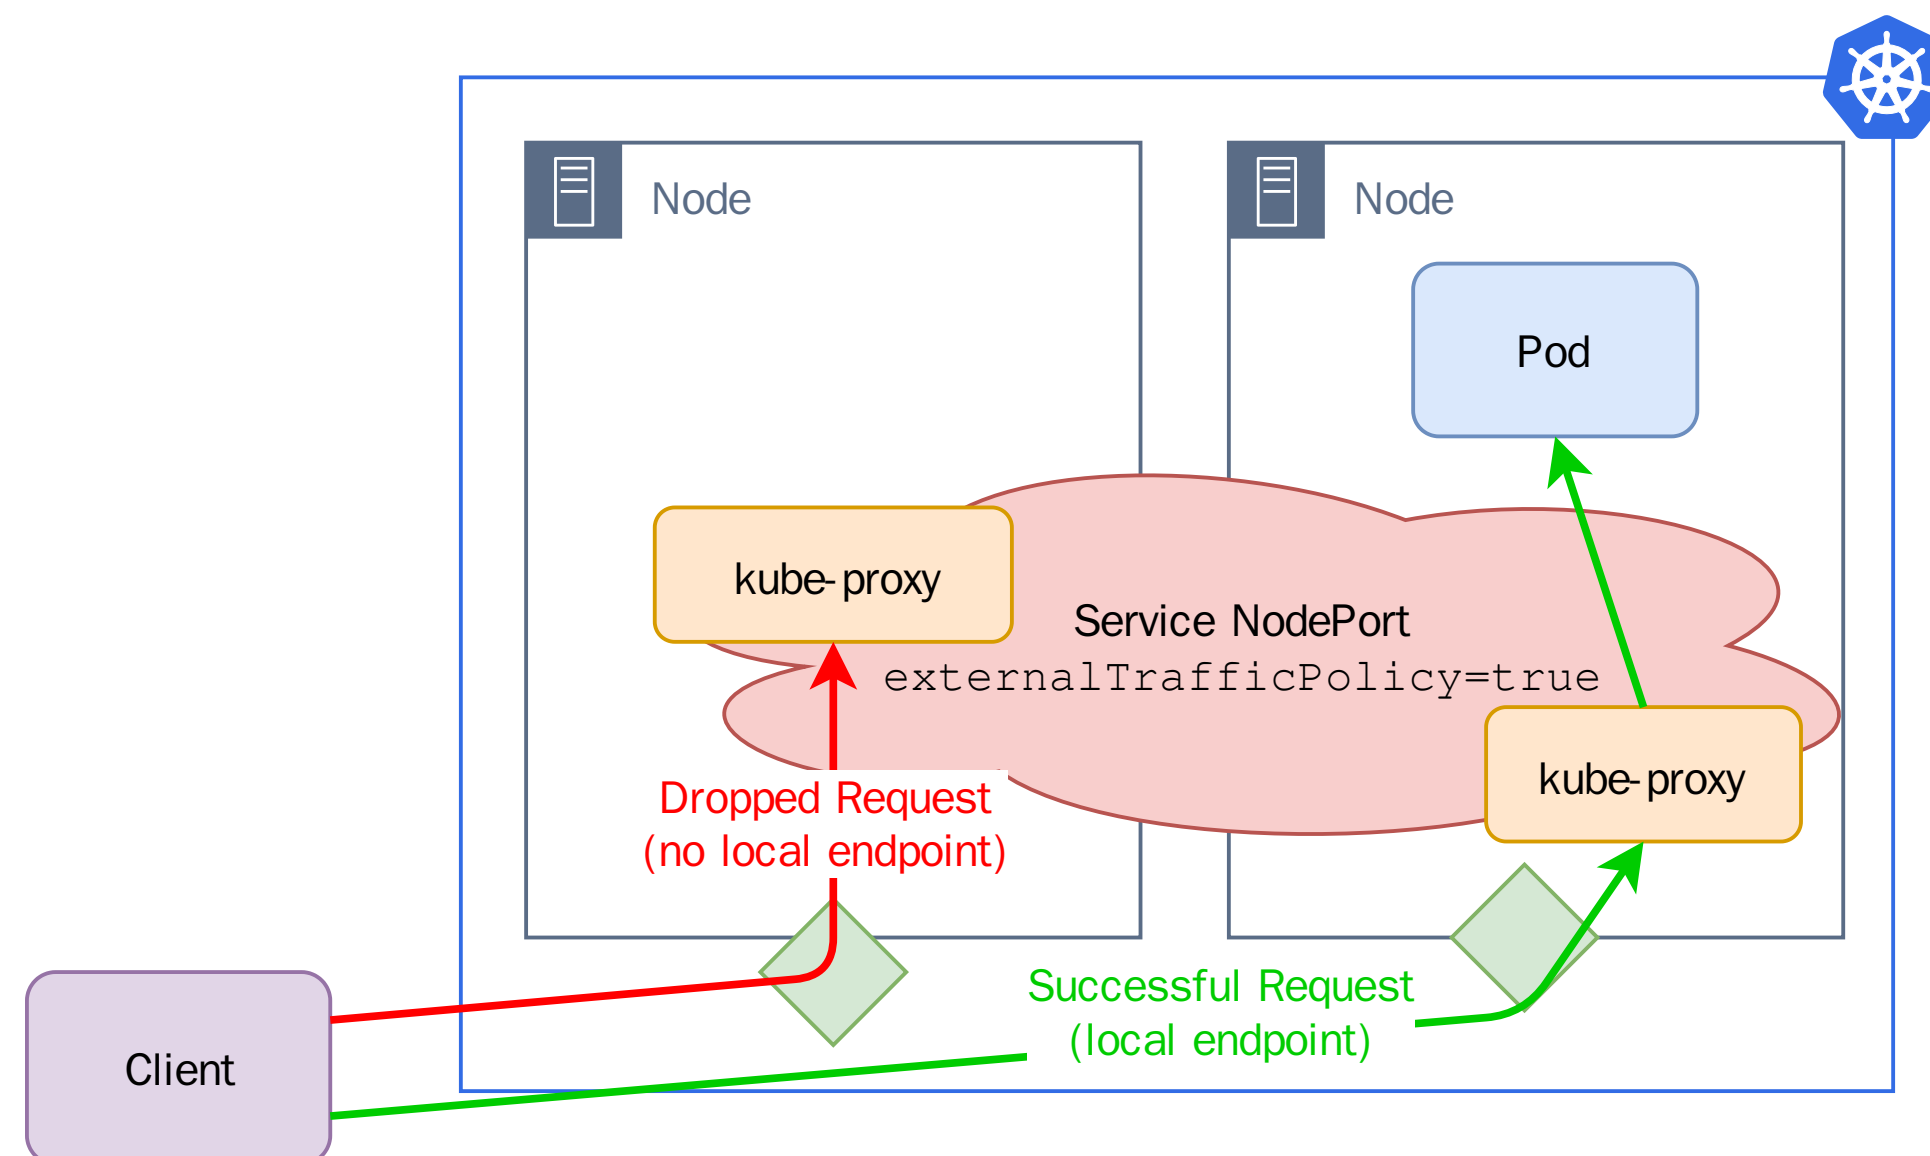 Node
Node
Pod
kube-proxy
Service NodePort
externalTrafficPolicy=true
kube-proxy
Dropped Request
(no local endpoint)
Successful Request
(local endpoint)
Client